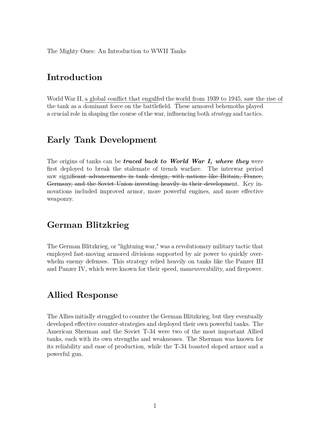 The Mighty Ones: An Introduction to WWII Tanks
Introduction
World War II, a global conflict that engulfed the world from 1939 to 1945, saw the rise of
the tank as a dominant force on the battlefield. These armored behemoths played
a crucial role in shaping the course of the war, influencing both strategy and tactics.
Early Tank Development
The origins of tanks can be traced back to World War I, where they were
first deployed to break the stalemate of trench warfare. The interwar period
saw significant advancements in tank design, with nations like Britain, France,
Germany, and the Soviet Union investing heavily in their development. Key in-
novations included improved armor, more powerful engines, and more effective
weaponry.
German Blitzkrieg
The German Blitzkrieg, or "lightning war," was a revolutionary military tactic that
employed fast-moving armored divisions supported by air power to quickly over-
whelm enemy defenses. This strategy relied heavily on tanks like the Panzer III
and Panzer IV, which were known for their speed, maneuverability, and firepower.
Allied Response
The Allies initially struggled to counter the German Blitzkrieg, but they eventually
developed effective counter-strategies and deployed their own powerful tanks. The
American Sherman and the Soviet T-34 were two of the most important Allied
tanks, each with its own strengths and weaknesses. The Sherman was known for
its reliability and ease of production, while the T-34 boasted sloped armor and a
powerful gun.
1